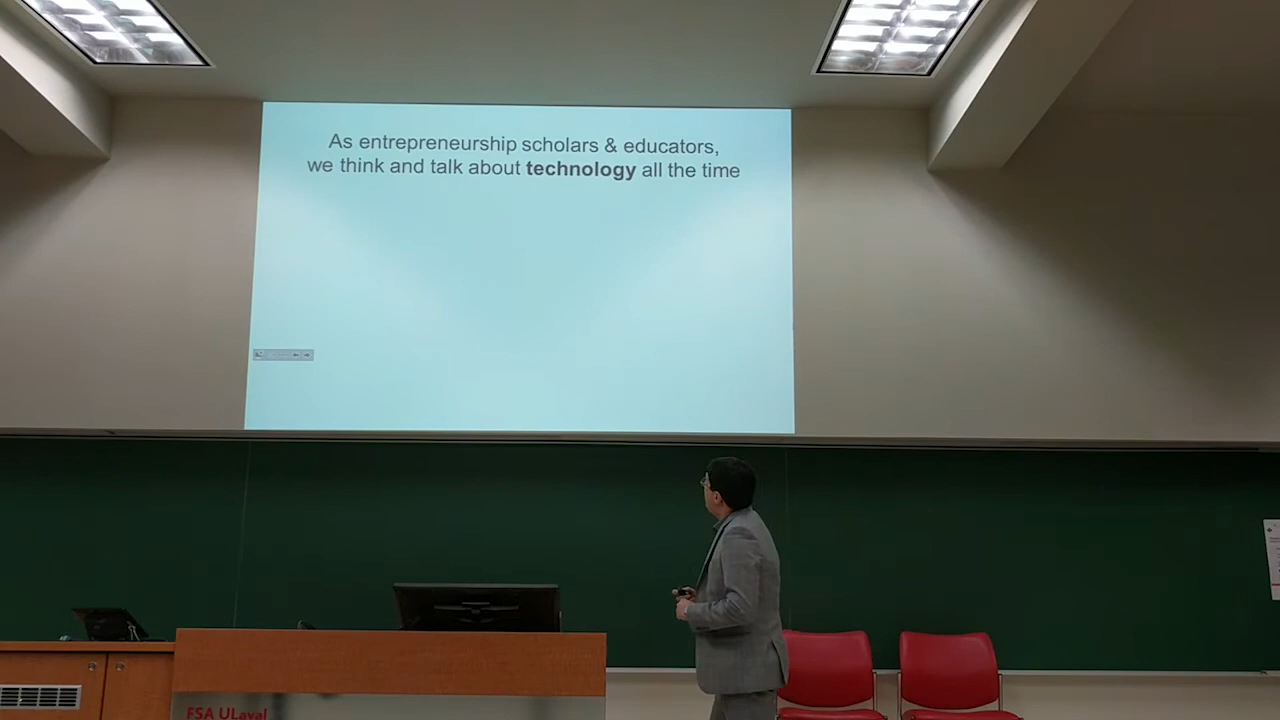 As entrepreneurship scholars & educators,
we think and talk about technology all the time
FSA ULaval